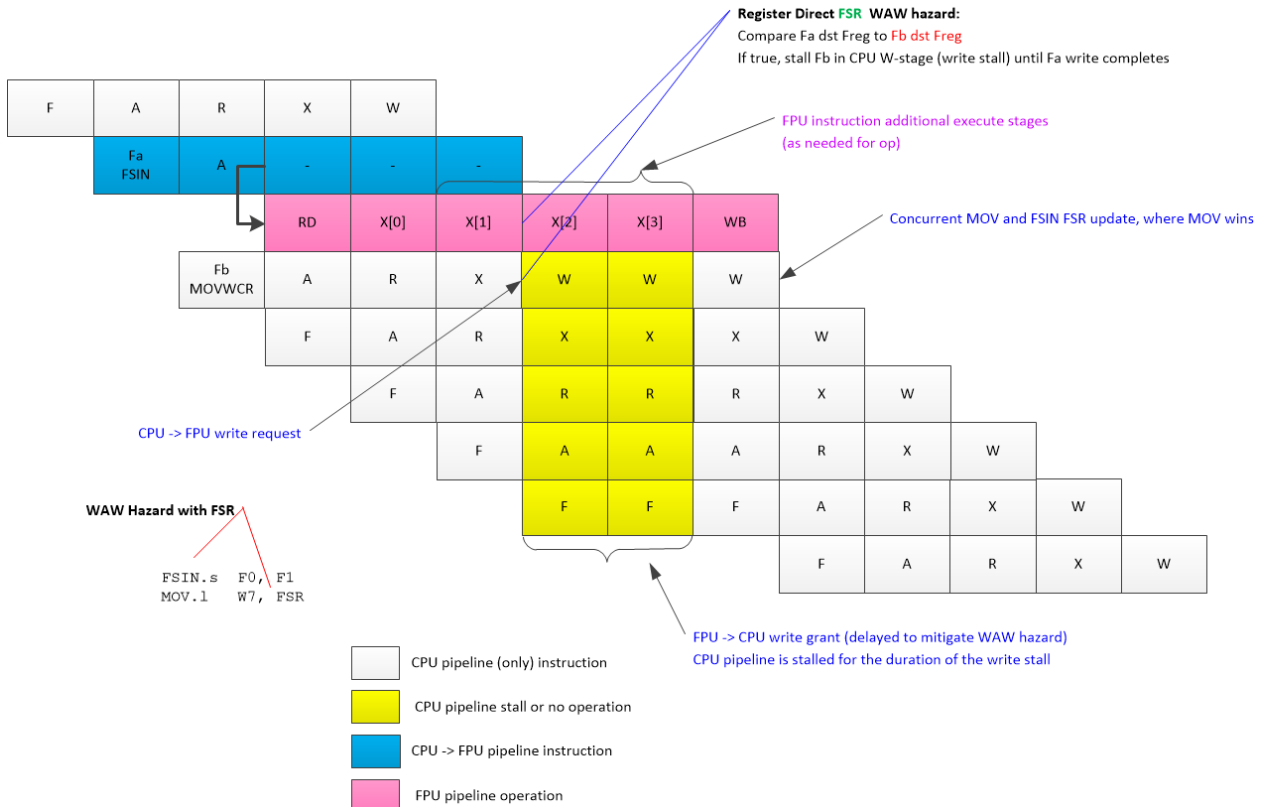 Register Direct FSR WAW hazard:
Compare Fa dst Freg to Fb dst Freg
If true, stall Fb in CPU W-stage (write stall) until Fa write completes
F A R X W
FPU instruction additional execute stages
(as needed for op)
Fa
FSIN
A - - -
RD X[0] X[1] X[2] X[3] WB
Concurrent MOV and FSIN FSR update, where MOV wins
Fb
MOVWCR
A R X W W W
F A R X X X W
F A R R R X W
CPU -> FPU write request
F A A A R X W
WAW Hazard with FSR
F F F A R X W
F A R X W
FSIN.s F0, F1
MOV.l W7, FSR
FPU -> CPU write grant (delayed to mitigate WAW hazard)
CPU pipeline is stalled for the duration of the write stall
CPU pipeline (only) instruction
CPU pipeline stall or no operation
CPU -> FPU pipeline instruction
FPU pipeline operation